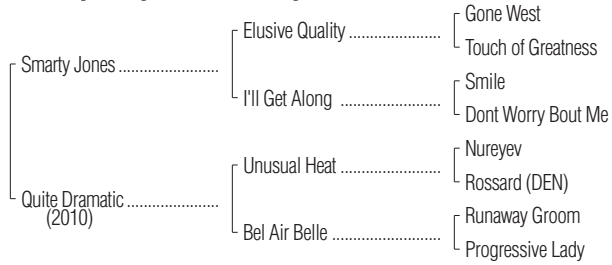 Gone West
Elusive Quality ......................
Touch of Greatness
Smarty Jones ........................
Smile
I'll Get Along ........................
Dont Worry Bout Me
Nureyev
Unusual Heat ........................
Rossard (DEN)
Quite Dramatic ......................
(2010)
Runaway Groom
Bel Air Belle ..........................
Progressive Lady